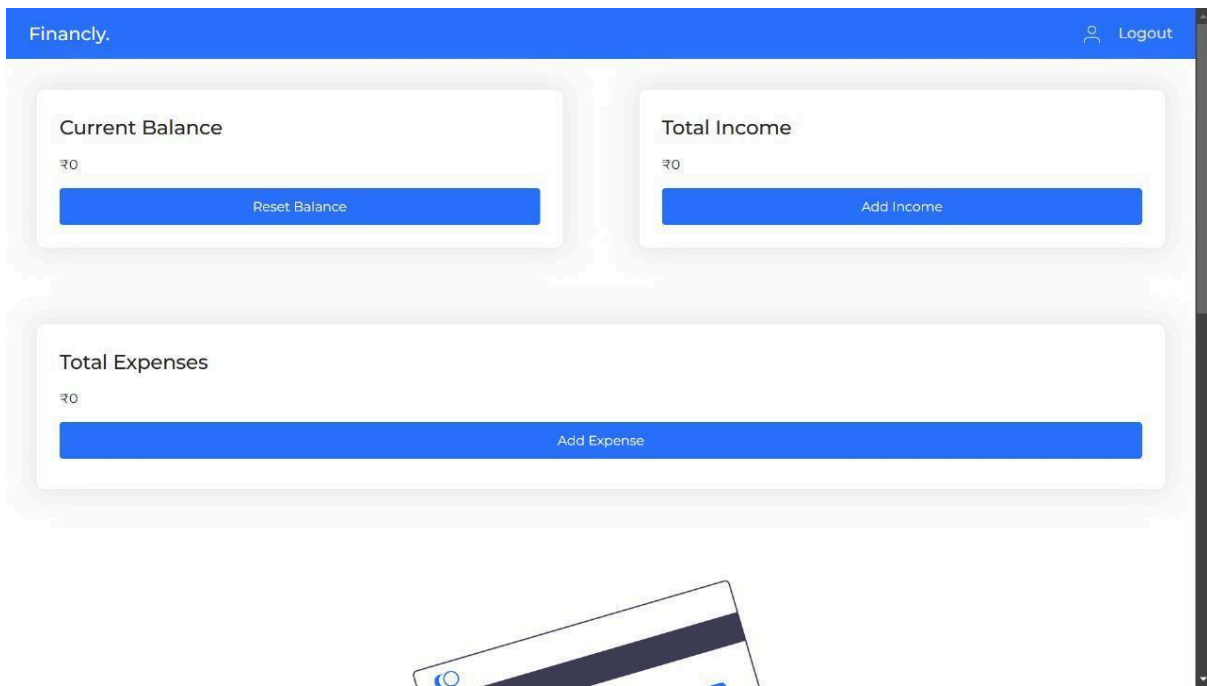 Financly.
Logout
Current Balance
₹0
Reset Balance
Total Income
₹0
Add Income
Total Expenses
₹0
Add Expense